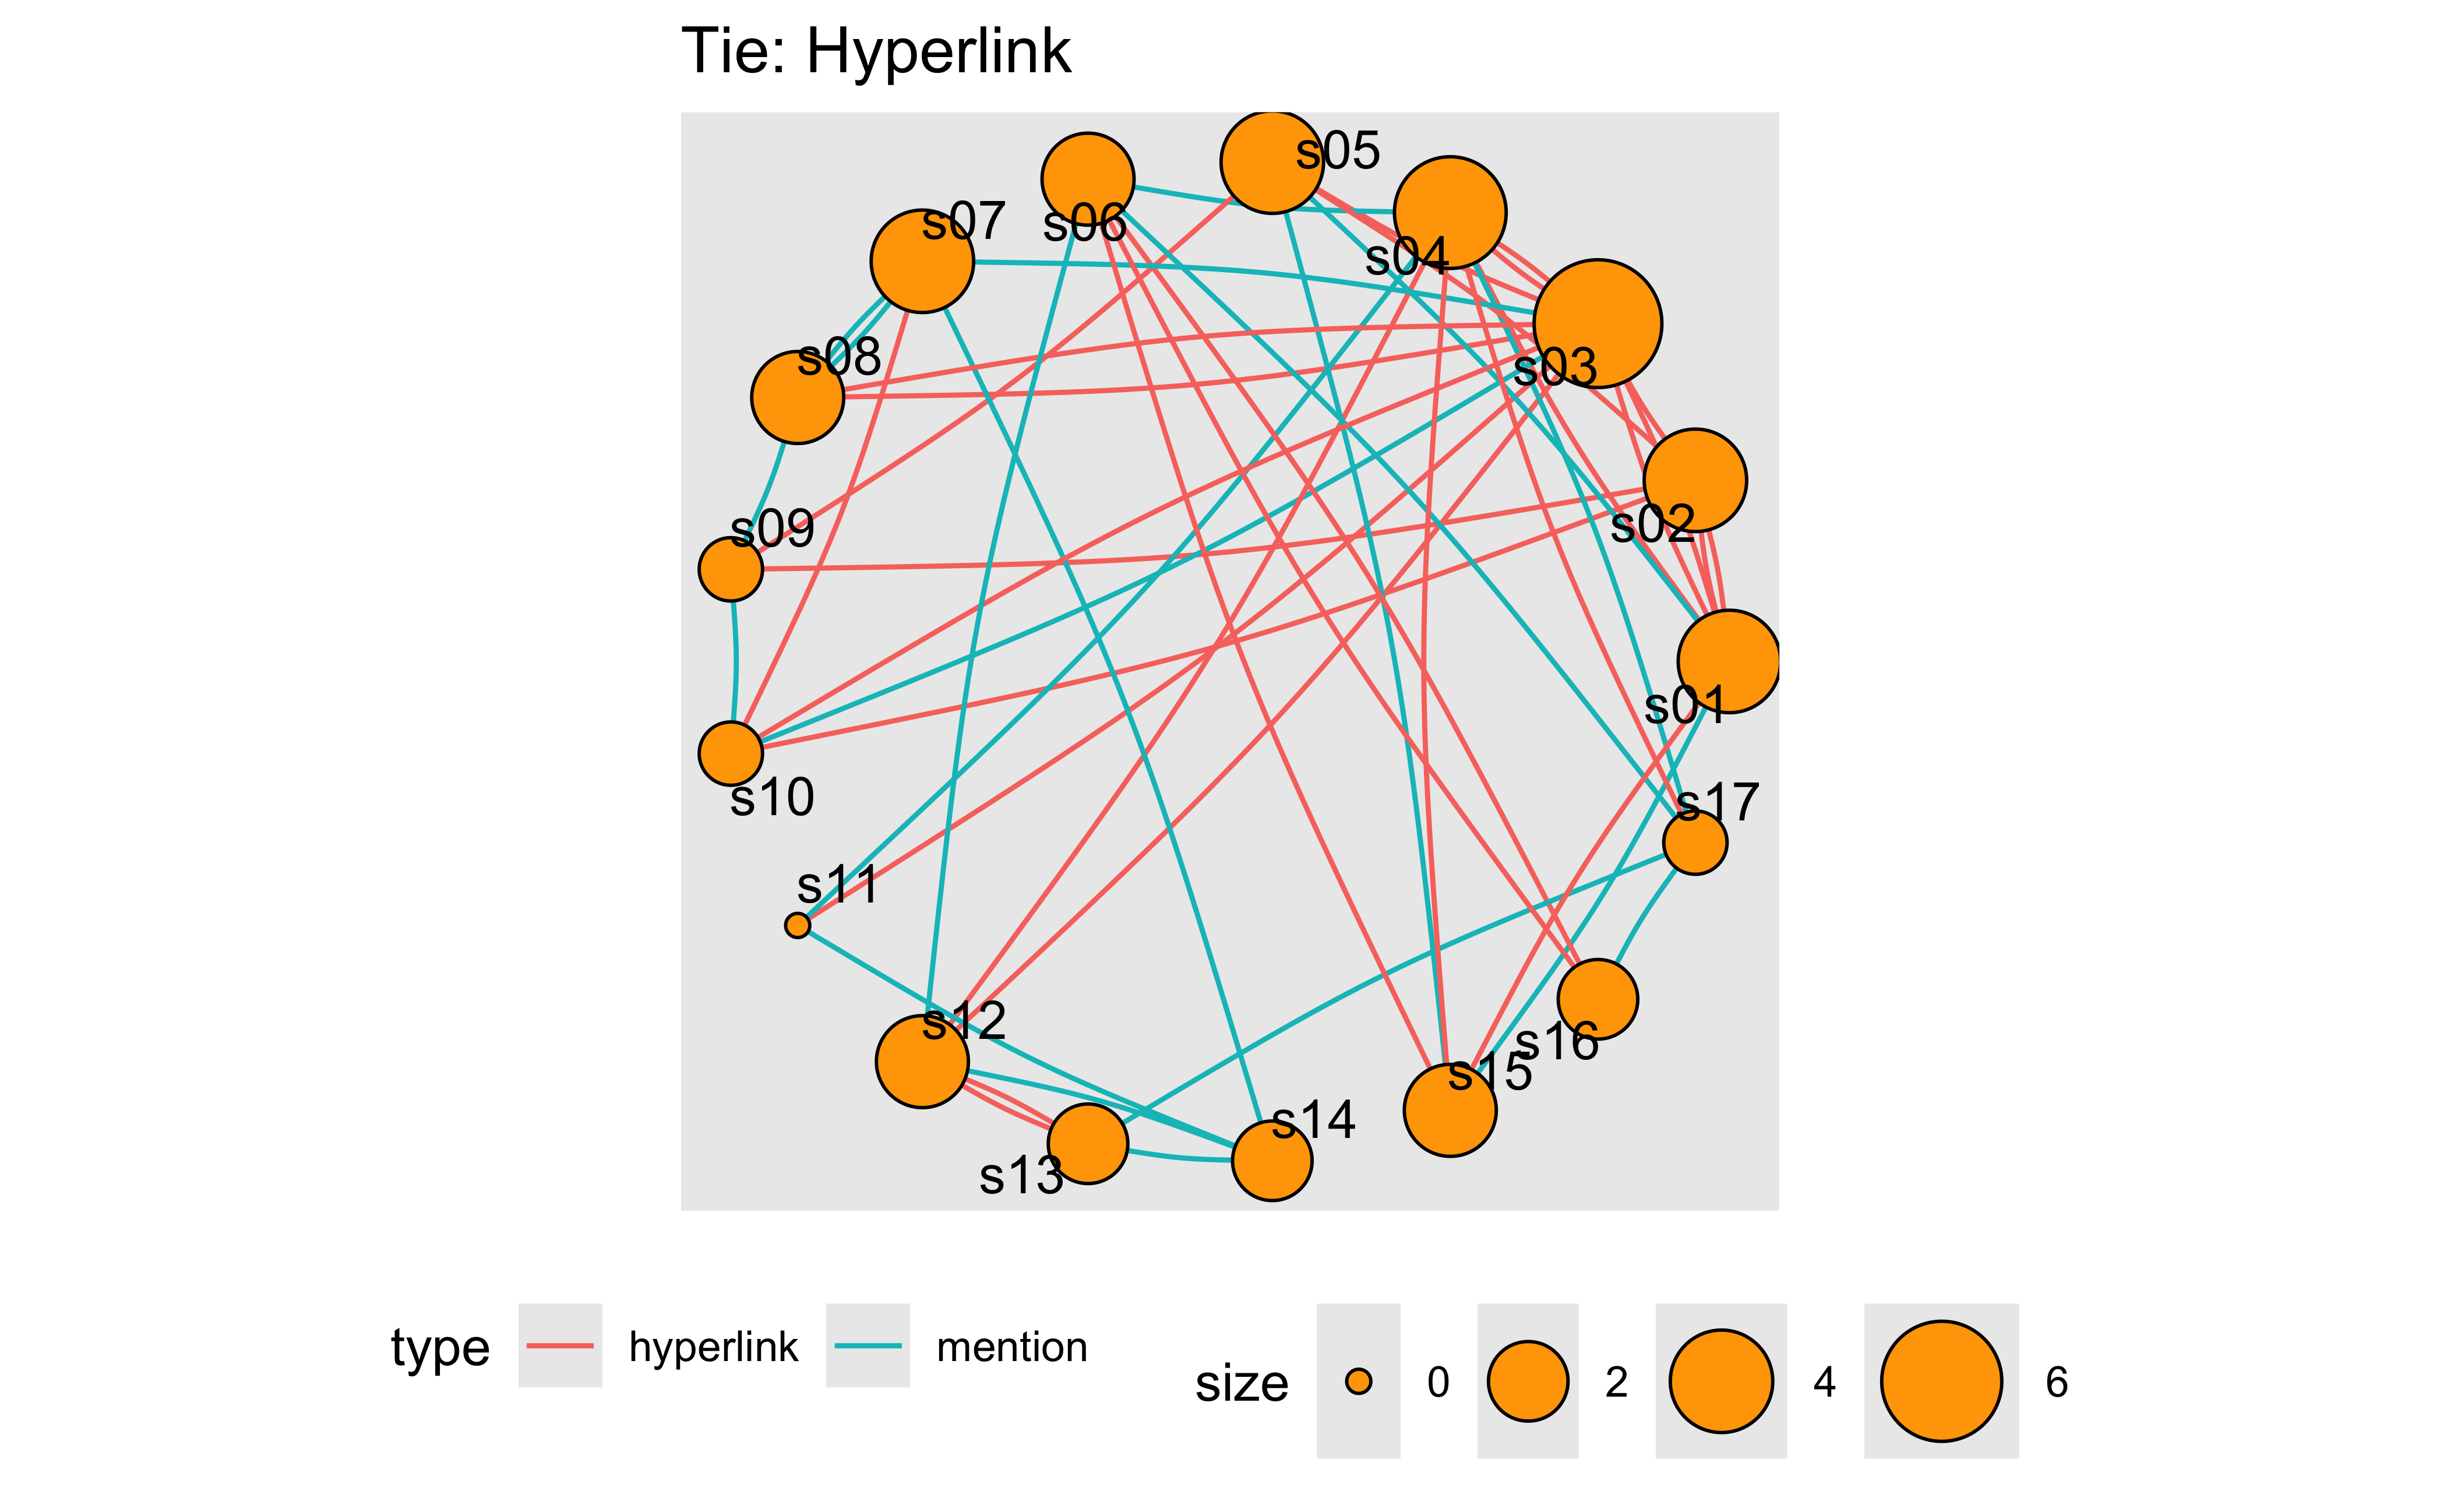 Tie: Hyperlink
s05
s07
s06
s04
s08
s03
s09
s02
s01
s10
s17
s11
s12
s16
s15
s14
s13
type hyperlink mention
size 0 2 4 6